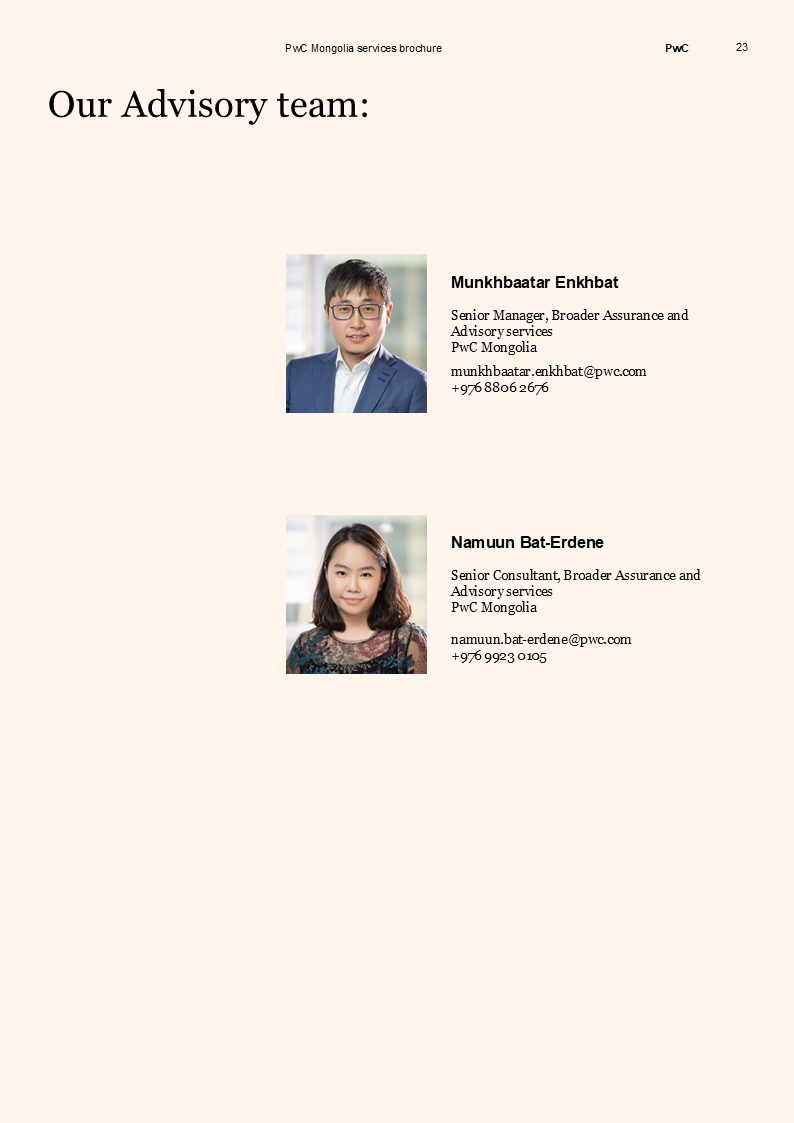 PwC Mongolia services brochure
PwC
23
Our Advisory team:
Munkhbaatar Enkhbat
Senior Manager, Broader Assurance and
Advisory services
PwC Mongolia
munkhbaatar.enkhbat@pwc.com
+976 8806 2676
Namuun Bat-Erdene
Senior Consultant, Broader Assurance and
Advisory services
PwC Mongolia
namuun.bat-erdene@pwc.com
+976 9923 0105